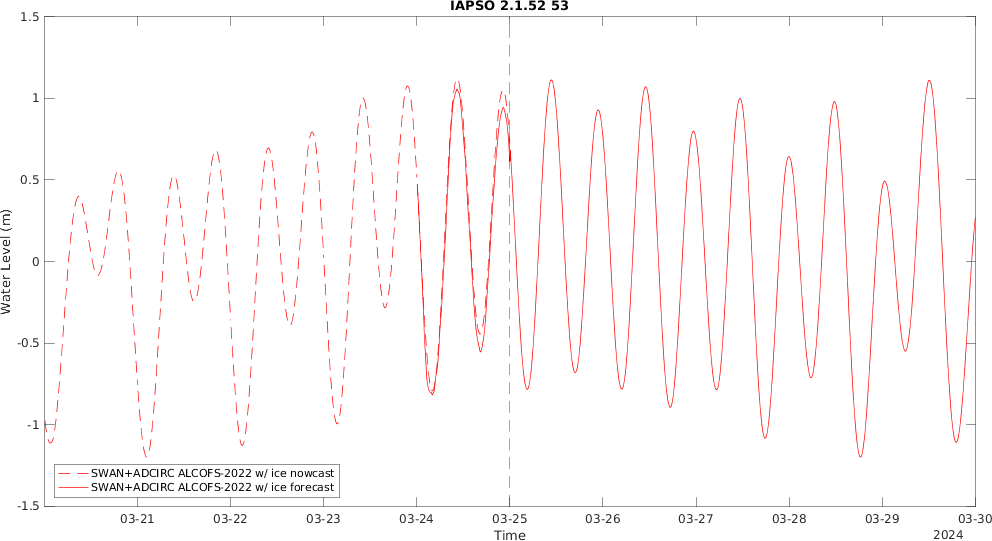 IAPSO 2.1.52 53
1.5
1
0.5
0
-0.5
-1
-1.5
Water Level (m)
SWAN+ADCIRC ALCOFS-2022 w/ ice nowcast
SWAN+ADCIRC ALCOFS-2022 w/ ice forecast
03-21 03-22 03-23 03-24 03-25 03-26 03-27 03-28 03-29 03-30
Time
2024